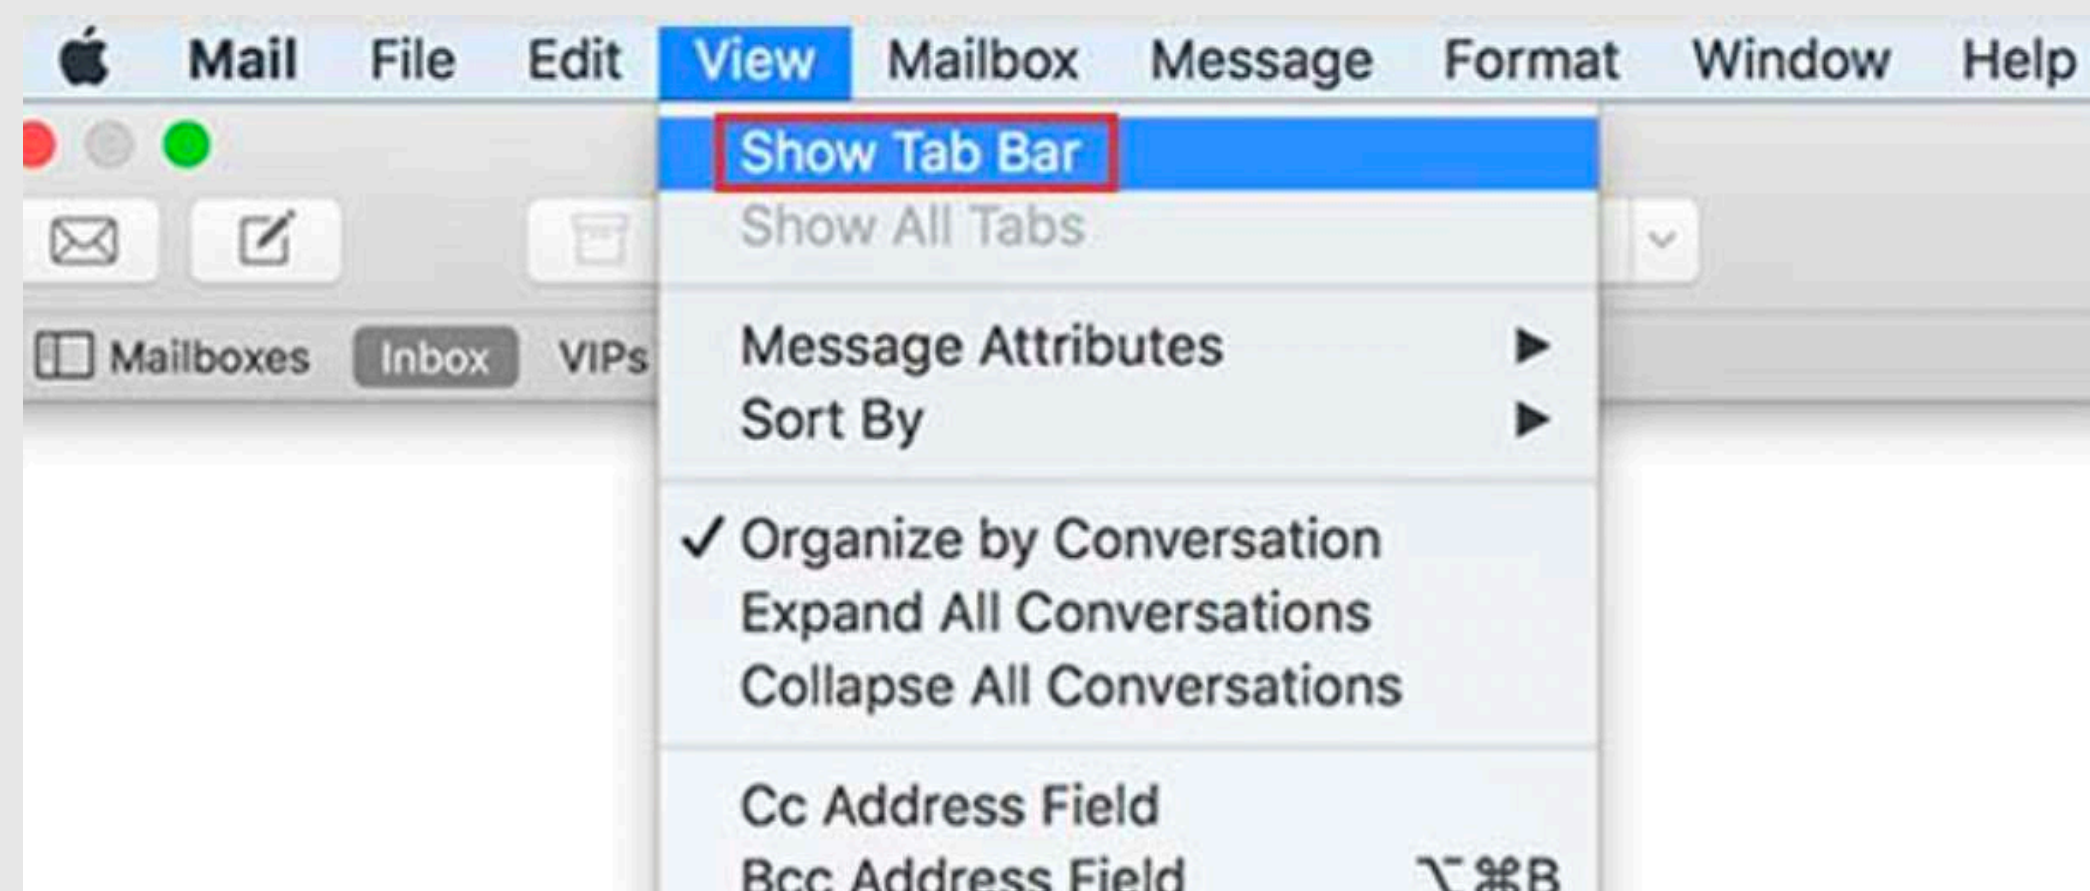 Mail File Edit View Mailbox Message Format Window Help
Show Tab Bar
Show All Tabs
Mailboxes Inbox VIPs
Message Attributes
Sort By
✓ Organize by Conversation
Expand All Conversations
Collapse All Conversations
Cc Address Field
Bcc Address Field ⌥⌘B